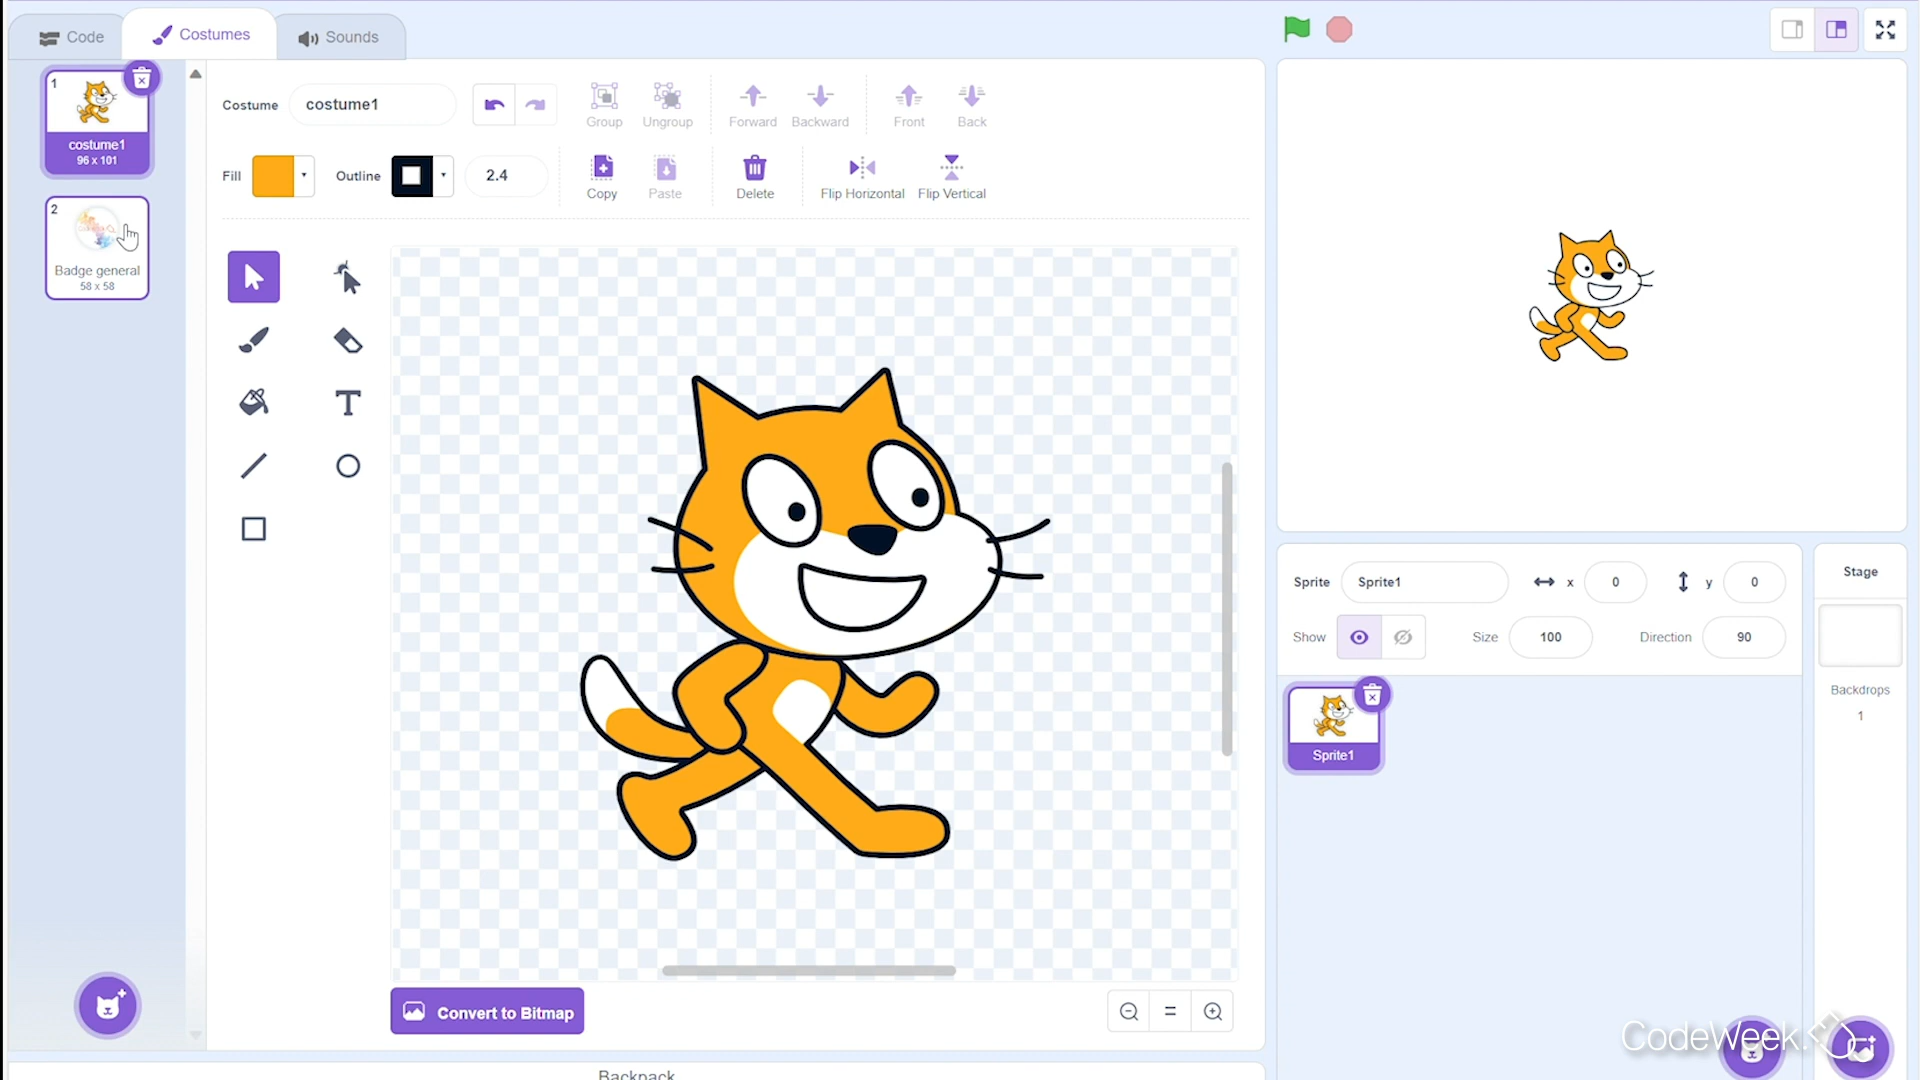 Code
Costumes
Sounds
1
costume1
96 x 101
2
Badge general
58 x 58
Costume
costume1
Group
Ungroup
Forward
Backward
Front
Back
Fill
Outline
2.4
Copy
Paste
Delete
Flip Horizontal
Flip Vertical
T
Convert to Bitmap
=
Backpack
Sprite
Sprite1
x
0
y
0
Show
Size
100
Direction
90
Sprite1
Stage
Backdrops
1
CodeWeek.